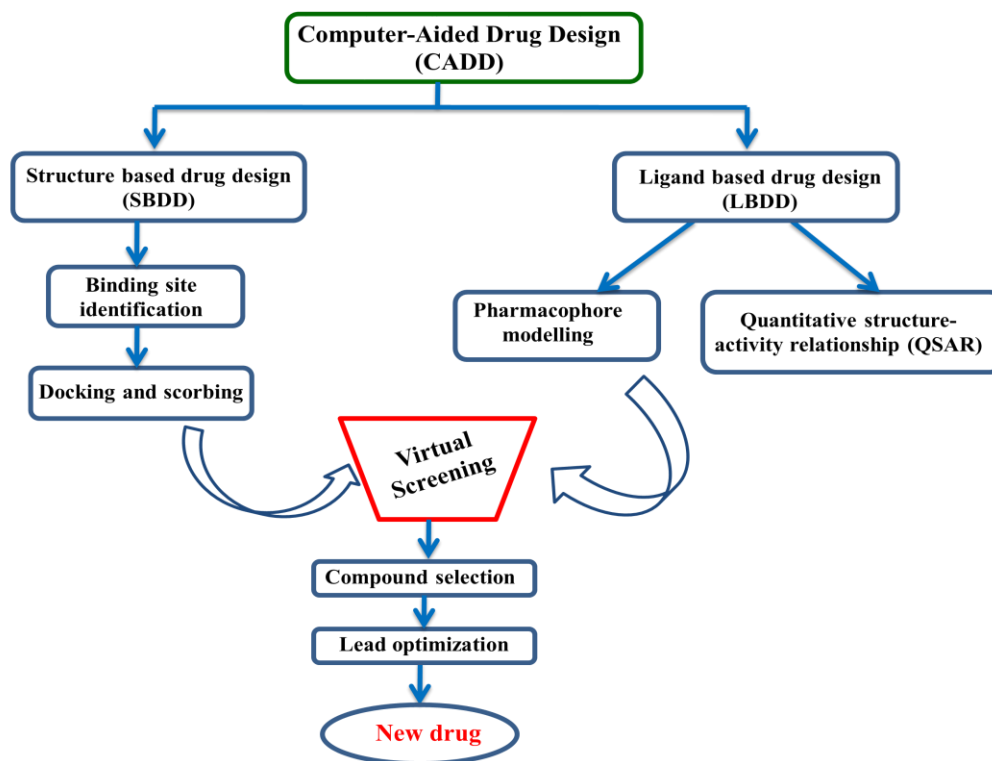 Computer-Aided Drug Design
(CADD)
Structure based drug design
(SBDD)
Ligand based drug design
(LBDD)
Binding site
identification
Pharmacophore
modelling
Quantitative structure-
activity relationship (QSAR)
Docking and scorbing
Virtual
Screening
Compound selection
Lead optimization
New drug